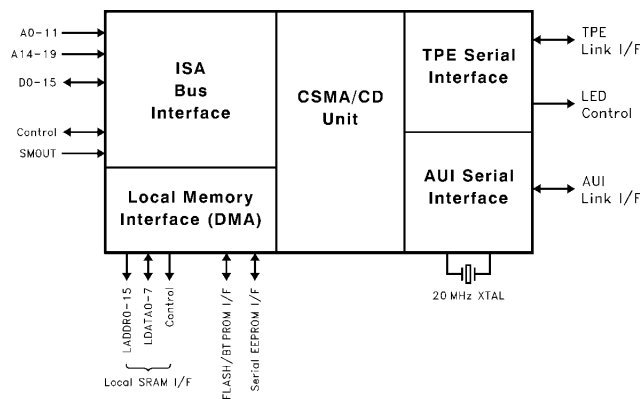 A0-11
A14-19
D0-15
Control
SMOUT
ISA
Bus
Interface
Local Memory
Interface (DMA)
CSMA/CD
Unit
TPE Serial
Interface
AUI Serial
Interface
TPE
Link I/F
LED
Control
AUI
Link I/F
20 MHz XTAL
LADDR0-15
LDATA0-7
Control
FLASH/BT PROM I/F
Serial EEPROM I/F
Local SRAM I/F